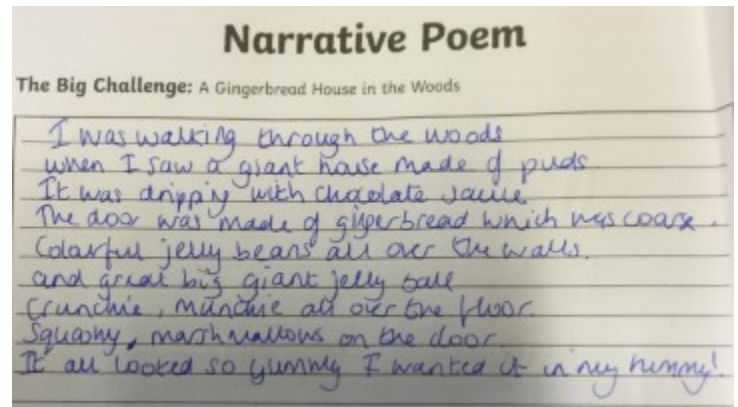 Narrative Poem
The Big Challenge: A Gingerbread House in the Woods
I was walking through the woods
when I saw a giant house made of puds.
It was dripping with chocolate sauce
The door was made of gigerbread which was coarse.
Colorful jelly beans all over the walls.
and great big giant jelly ball
Crunchie, munchie all over the floor.
Squashy, marshmallows on the door
It all looked so yummy I wanted it in my tummy!